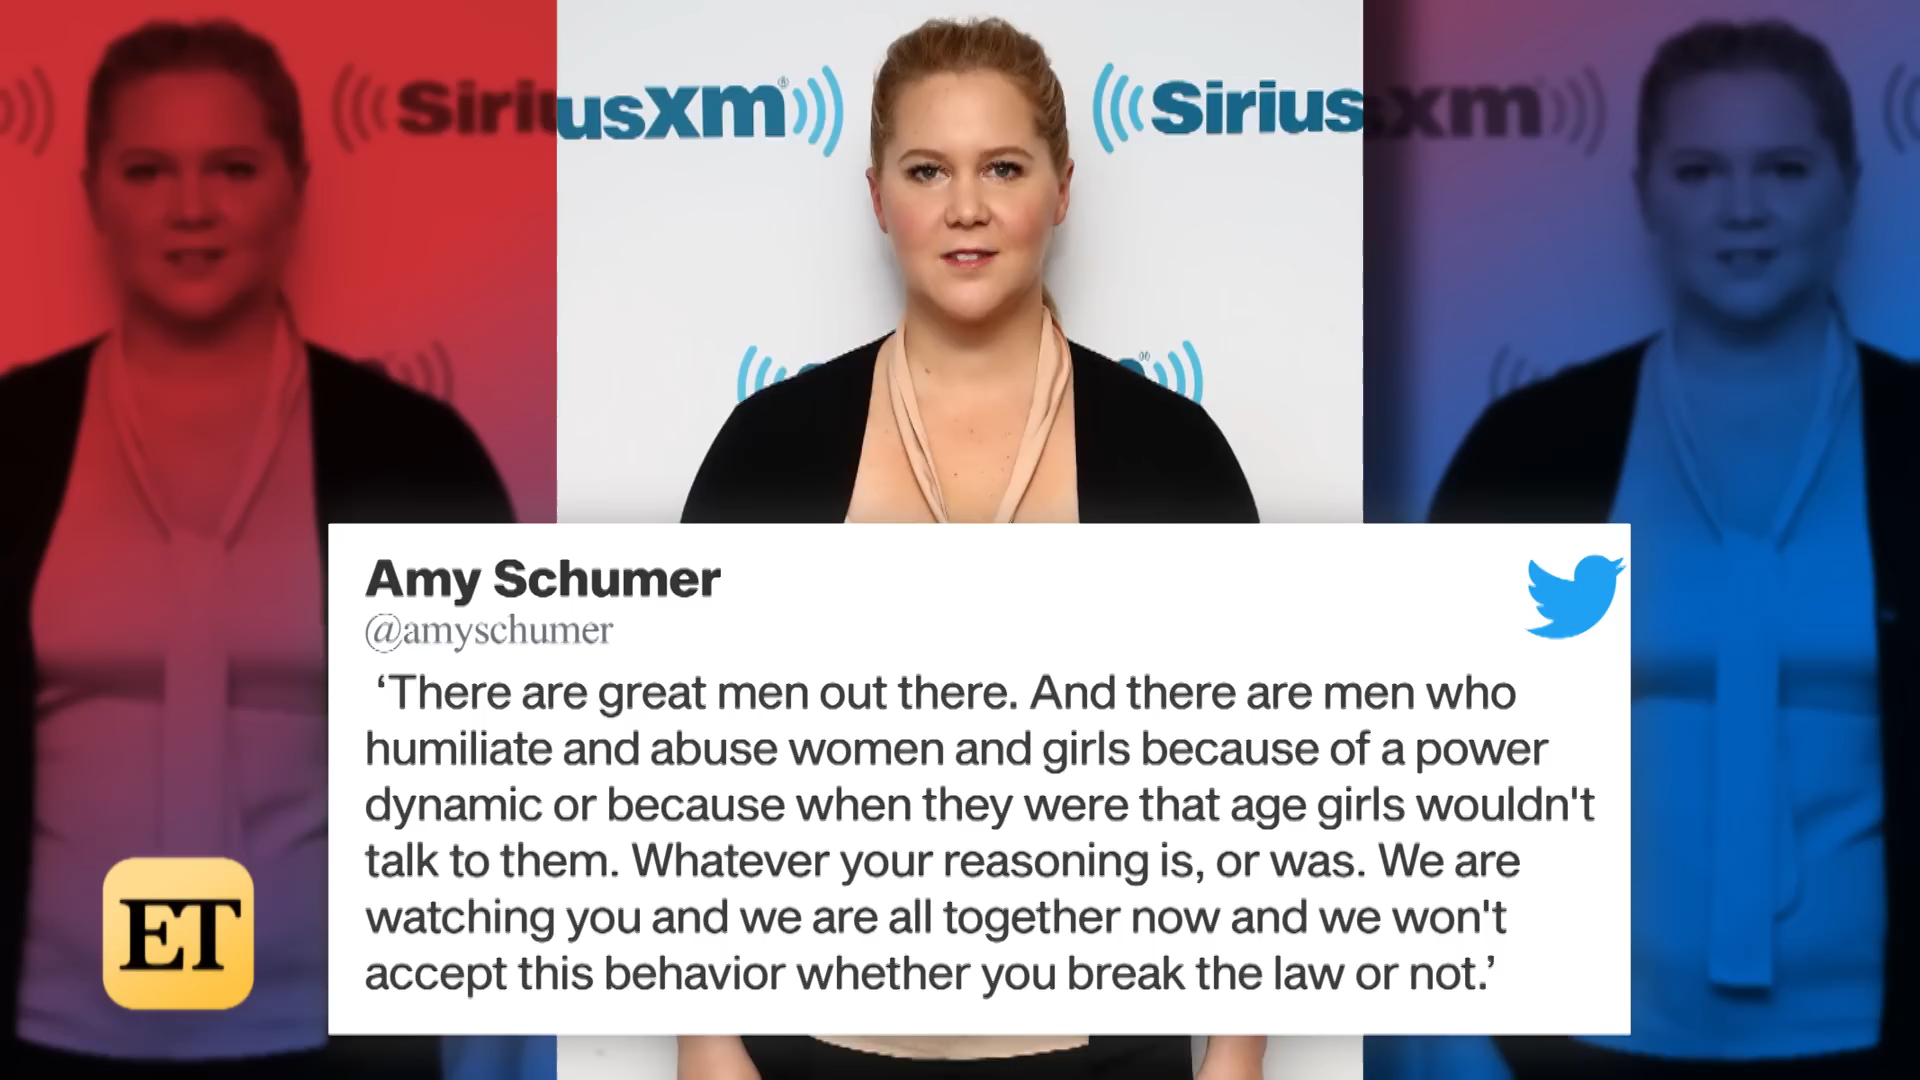 Sirius
usxm
Sirius
xm
Amy Schumer
@amyschumer
‘There are great men out there. And there are men who
humiliate and abuse women and girls because of a power
dynamic or because when they were that age girls wouldn't
talk to them. Whatever your reasoning is, or was. We are
watching you and we are all together now and we won't
accept this behavior whether you break the law or not.’
ET